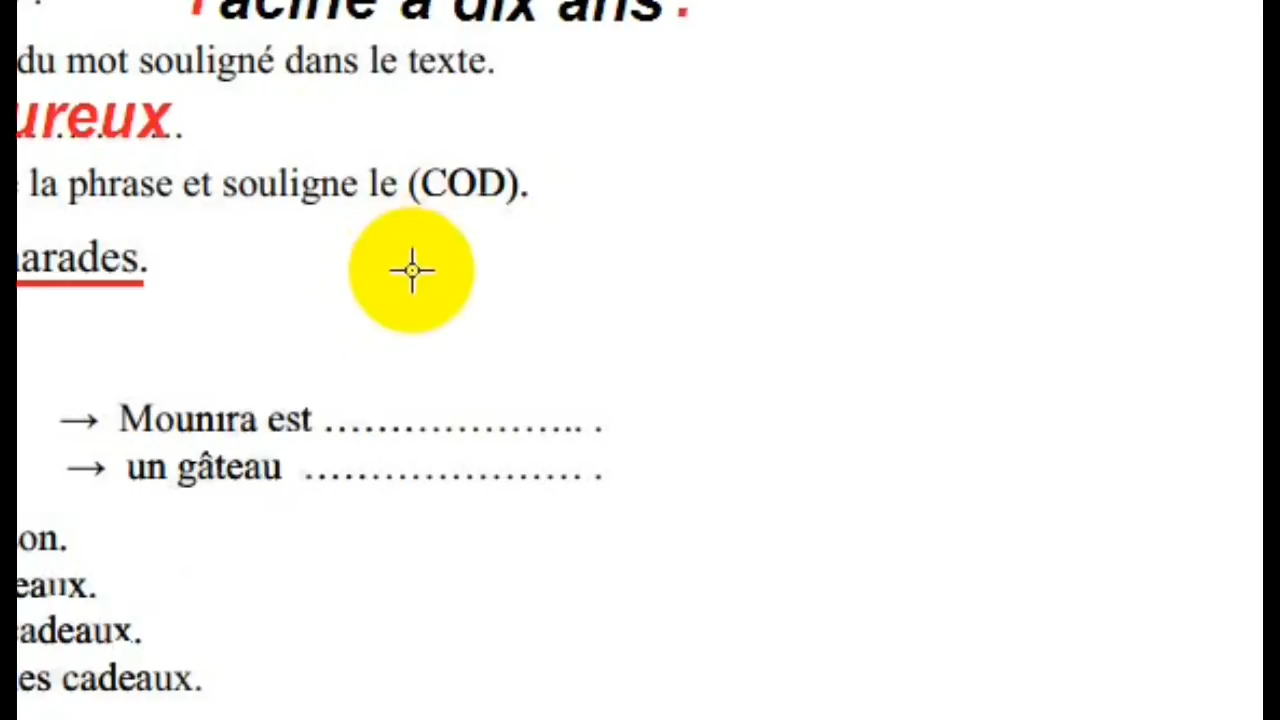 acine a dix ans.
du mot souligné dans le texte.
ureux
la phrase et souligne le (COD).
arades.
→ Mounira est ………………….. .
→ un gâteau ………………… .
on.
eaux.
adeaux.
es cadeaux.